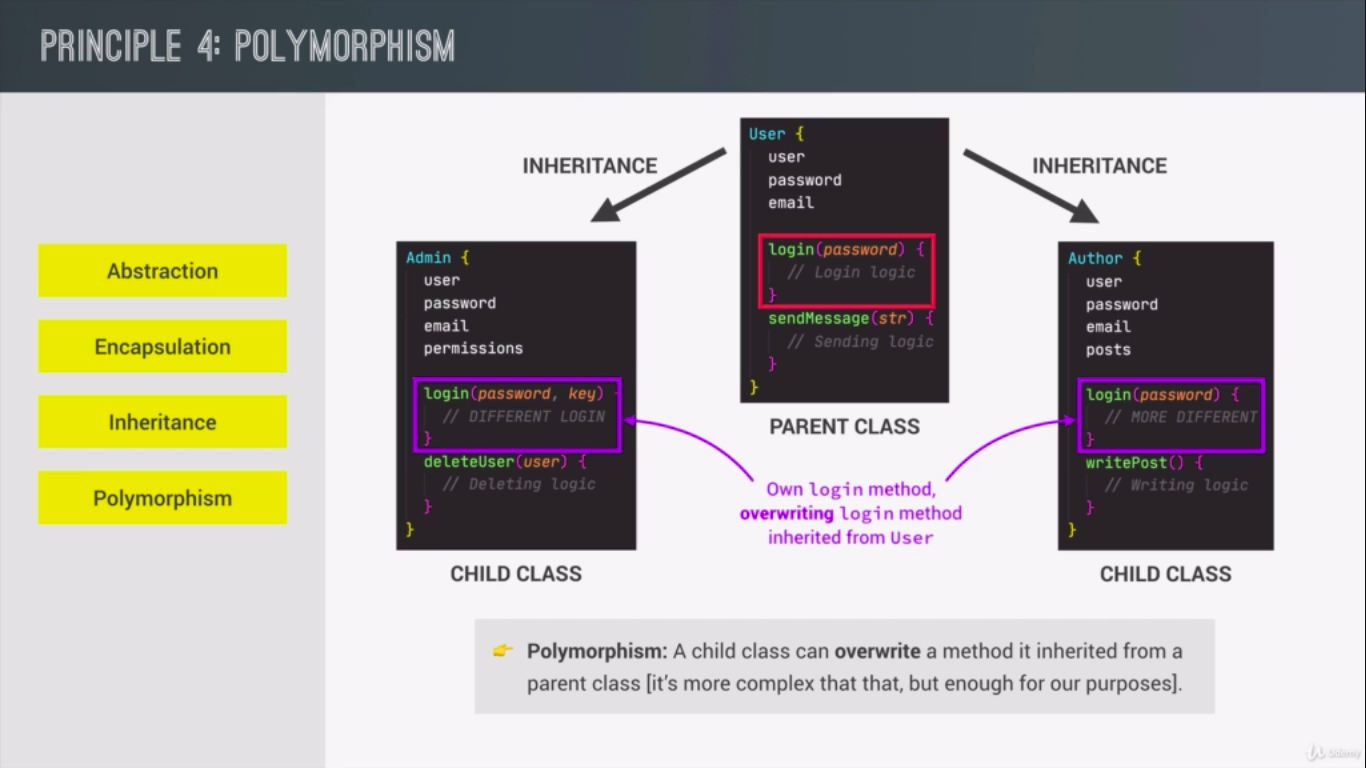 PRINCIPLE 4: POLYMORPHISM
Abstraction
Encapsulation
Inheritance
Polymorphism
INHERITANCE
INHERITANCE
User {
user
password
email
login(password) {
// Login logic
}
sendMessage(str) {
// Sending logic
}
}
PARENT CLASS
Admin {
user
password
email
permissions
login(password, key) {
// DIFFERENT LOGIN
}
deleteUser(user) {
// Deleting logic
}
}
CHILD CLASS
Author {
user
password
email
posts
login(password) {
// MORE DIFFERENT
}
writePost() {
// Writing logic
}
}
CHILD CLASS
Own login method,
overwriting login method
inherited from User
👉 Polymorphism: A child class can overwrite a method it inherited from a
parent class [it's more complex that that, but enough for our purposes].
Udemy